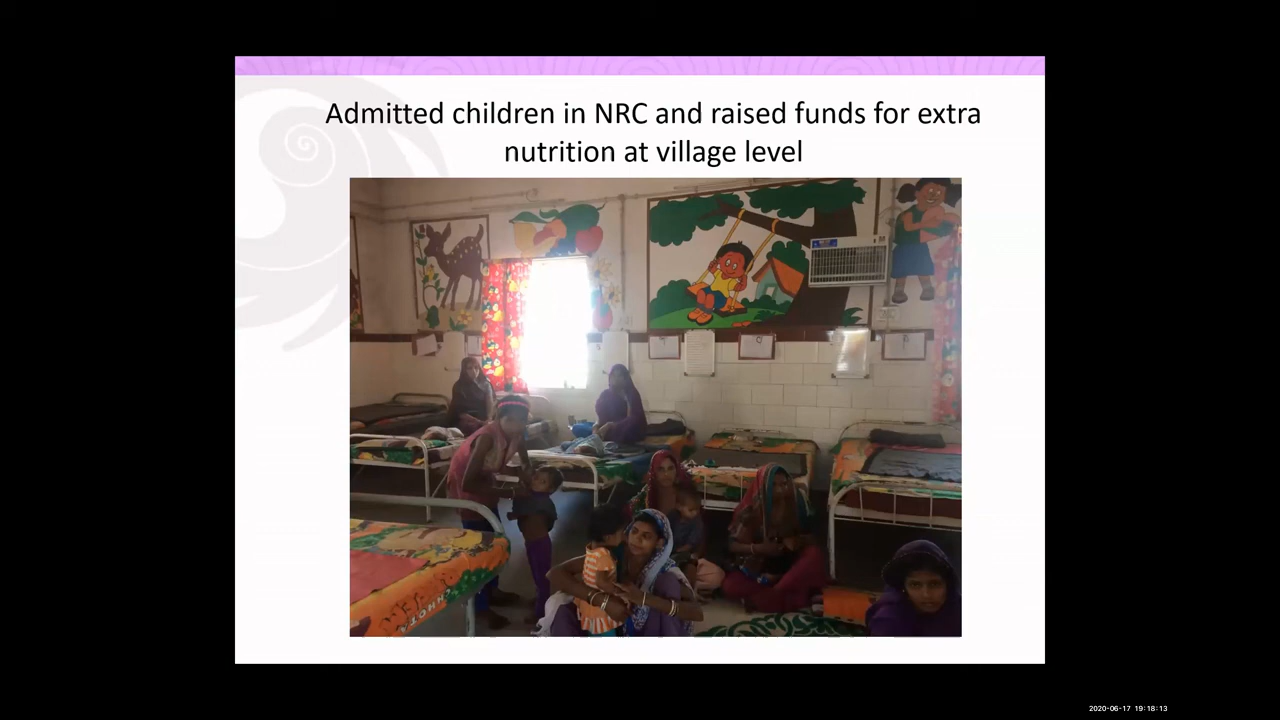 Admitted children in NRC and raised funds for extra
nutrition at village level
2020-06-17 19:18:13